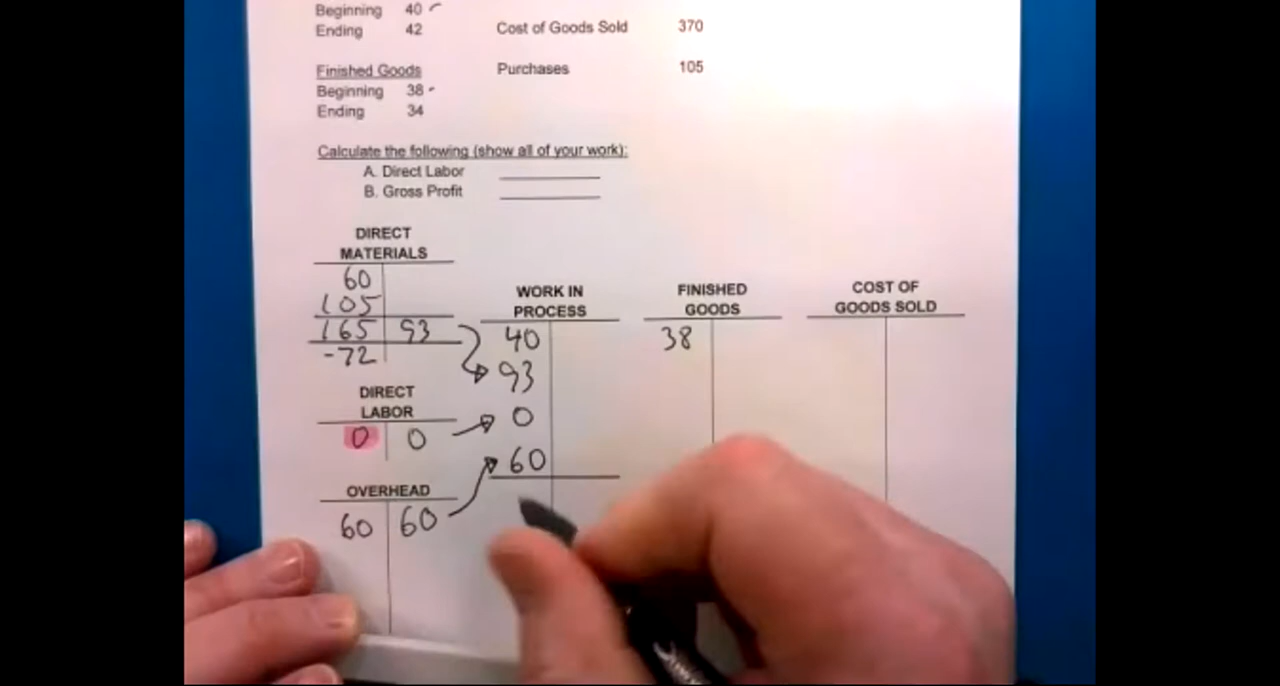 Beginning 40
Ending 42 Cost of Goods Sold 370
Finished Goods Purchases 105
Beginning 38
Ending 34
Calculate the following (show all of your work):
A. Direct Labor
B. Gross Profit
DIRECT
MATERIALS
60
105
165 93
-72
DIRECT
LABOR
0 0
OVERHEAD
60 60
WORK IN
PROCESS
40
93
0
60
FINISHED
GOODS
38
COST OF
GOODS SOLD